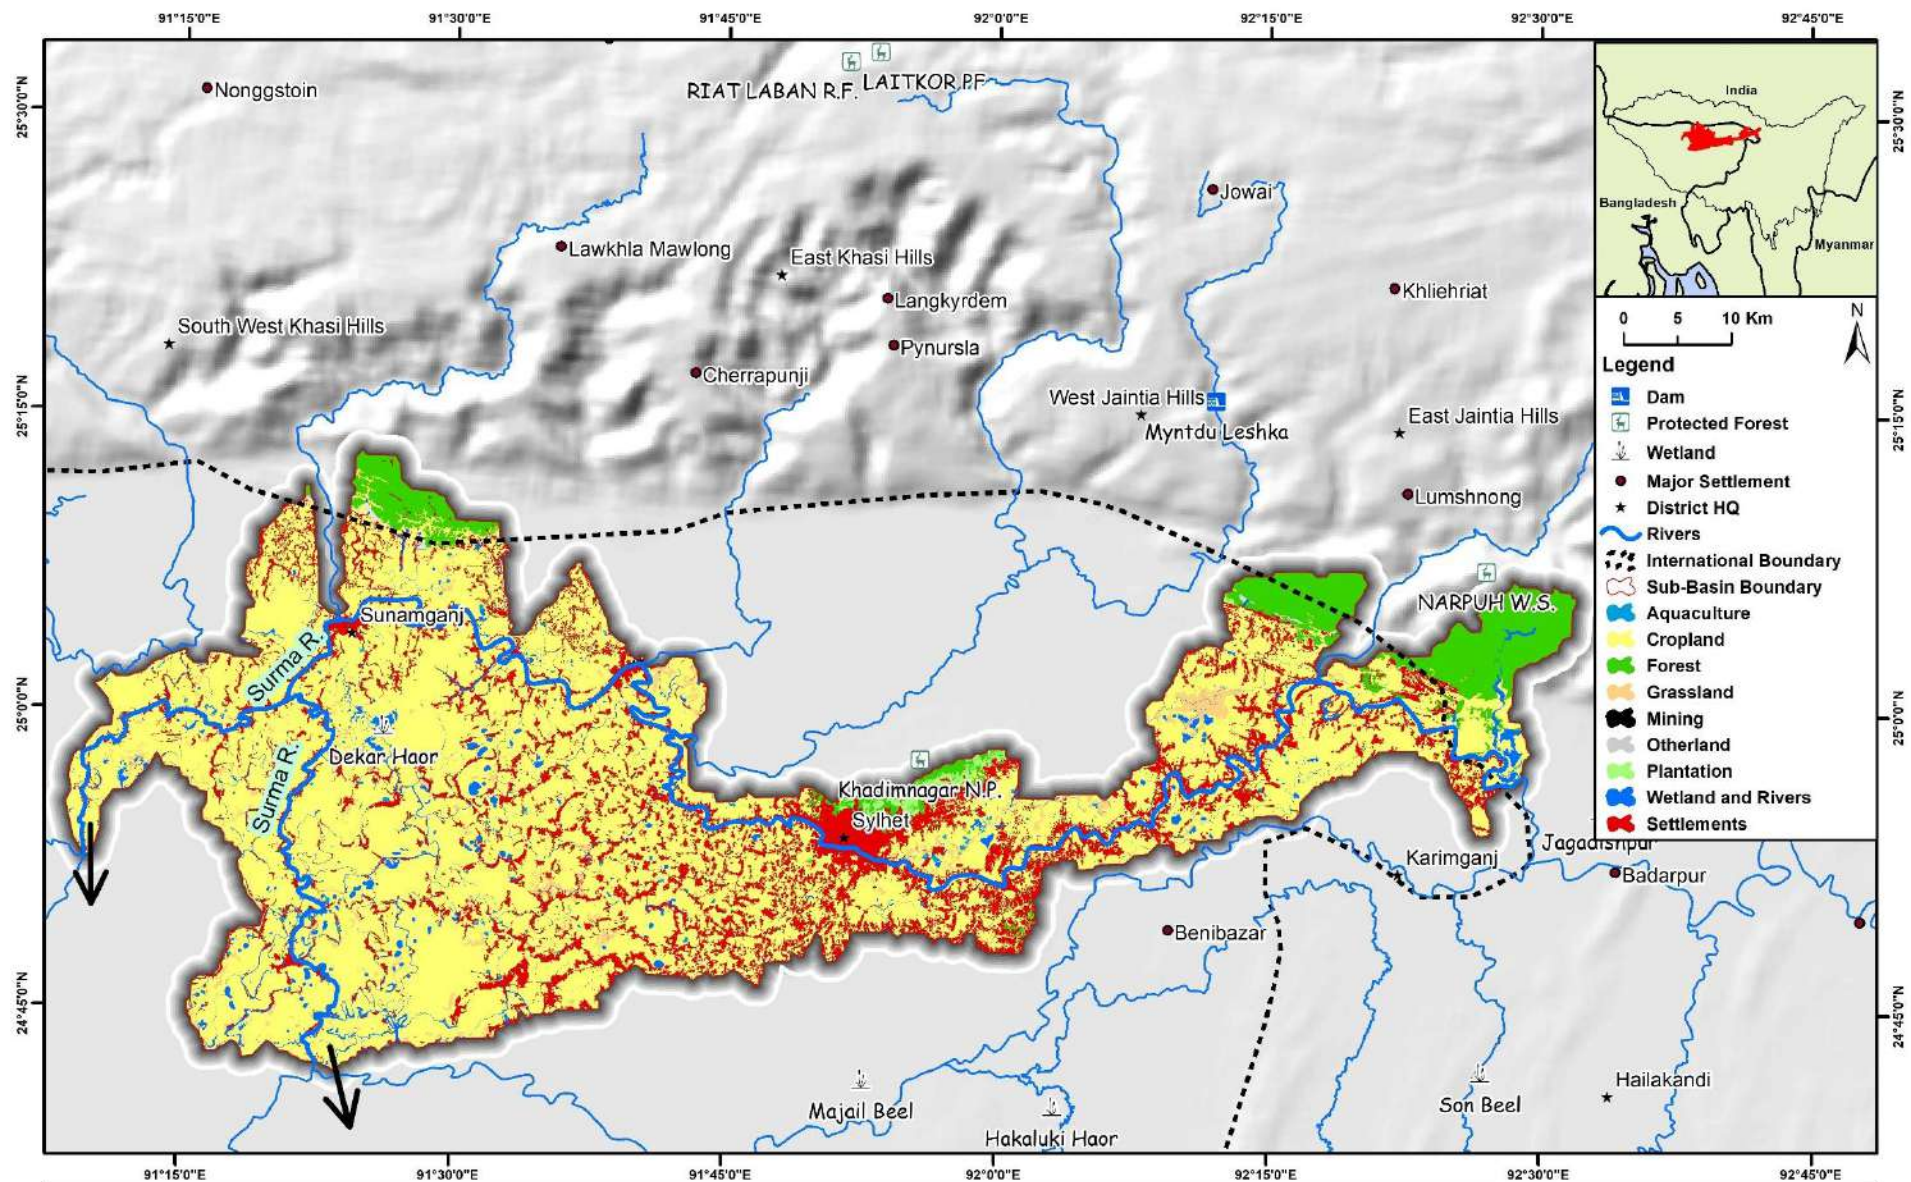 91°15'0"E
91°30'0"E
91°45'0"E
92°0'0"E
92°15'0"E
92°30'0"E
92°45'0"E
25°30'0"N
25°15'0"N
25°0'0"N
24°45'0"N
25°30'0"N
25°15'0"N
25°0'0"N
24°45'0"N
Nonggstoin
RIAT LABAN R.F.
LAITKOR P.F
Jowai
Lawkhla Mawlong
East Khasi Hills
Langkyrdem
Khliehriat
South West Khasi Hills
Pynursla
Cherrapunji
West Jaintia Hills
Myntdu Leshka
East Jaintia Hills
Lumshnong
NARPUH W.S.
Sunamganj
Surma R.
Surma R.
Dekar Haor
Khadimnagar N.P.
Sylhet
Karimganj
Jagadishpur
Badarpur
Benibazar
Majail Beel
Hakaluki Haor
Son Beel
Hailakandi
India
Bangladesh
Myanmar
0 5 10 Km
N
Legend
Dam
Protected Forest
Wetland
Major Settlement
District HQ
Rivers
International Boundary
Sub-Basin Boundary
Aquaculture
Cropland
Forest
Grassland
Mining
Otherland
Plantation
Wetland and Rivers
Settlements
91°15'0"E
91°30'0"E
91°45'0"E
92°0'0"E
92°15'0"E
92°30'0"E
92°45'0"E